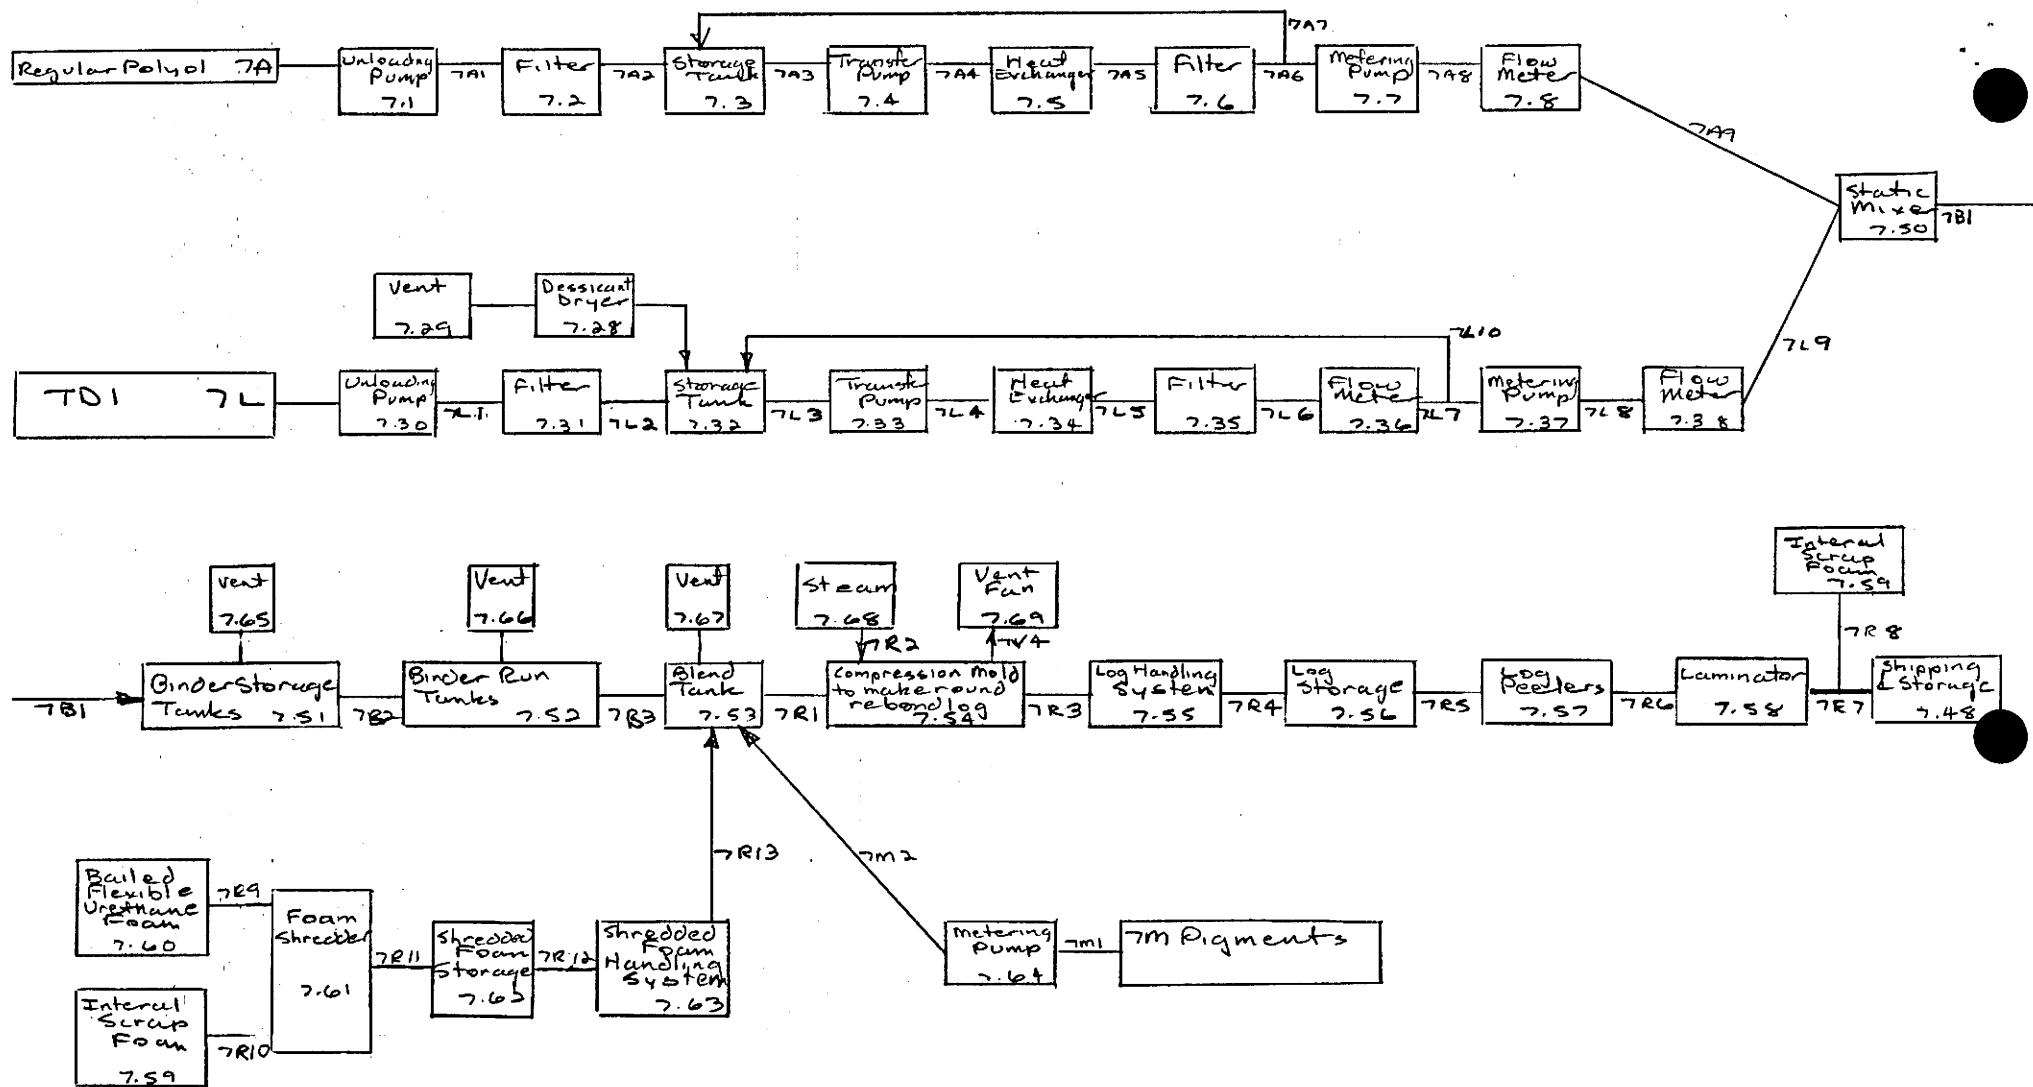 7A7
Regular Polyol 7A
Unloading
Pump
7.1
7A1
Filter
7.2
7A2
Storage
Tank
7.3
7A3
Transfer
Pump
7.4
7A4
Heat
Exchanger
7.5
7A5
Filter
7.6
7A6
Metering
Pump
7.7
7A8
Flow
Meter
7.8
7A9
Static
Mixer
7.50
7B1
Vent
7.29
Dessicant
Dryer
7.28
7L10
7L9
TDI 7L
Unloading
Pump
7.30
7L1
Filter
7.31
7L2
Storage
Tank
7.32
7L3
Transfer
Pump
7.33
7L4
Heat
Exchanger
7.34
7L5
Filter
7.35
7L6
Flow
Meter
7.36
7L7
Metering
Pump
7.37
7L8
Flow
Meter
7.38
Internal
Scrap
Foam
7.59
7R8
Vent
7.65
Vent
7.66
Vent
7.67
Steam
7.68
7R2
Vent
Fan
7.69
7V4
7B1
Binder Storage
Tanks 7.51
7B2
Binder Run
Tanks 7.52
7B3
Blend
Tank
7.53
7R1
Compression Mold
to make round
rebond log
7.54
7R3
Log Handling
System
7.55
7R4
Log
Storage
7.56
7R5
Log
Peelers
7.57
7R6
Laminator
7.58
7R7
Shipping
& Storage
7.48
7R13
7M2
Bailed
Flexible
Urethane
Foam
7.60
7R9
Foam
Shredder
7.61
7R11
Shredded
Foam
Storage
7R12
Shredded
Foam
Handling
System
7.63
Metering
Pump
7.64
7M1
7M Pigments
Interal
Scrap
Foam
7.59
7R10